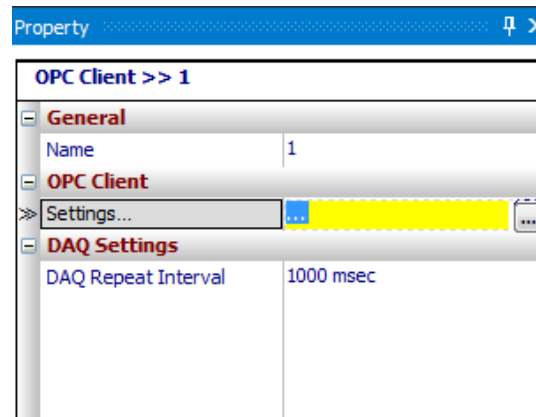 Property
OPC Client >> 1
General
Name 1
OPC Client
Settings... ...
...
DAQ Settings
DAQ Repeat Interval 1000 msec